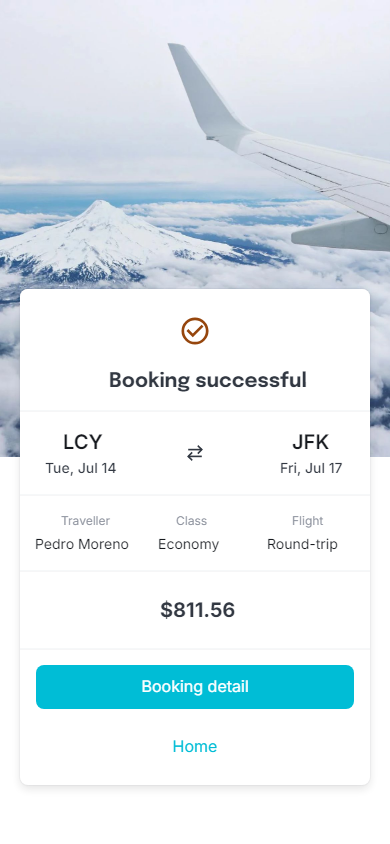 Booking successful
LCY JFK
Tue, Jul 14 Fri, Jul 17
Traveller Class Flight
Pedro Moreno Economy Round-trip
$811.56
Booking detail
Home